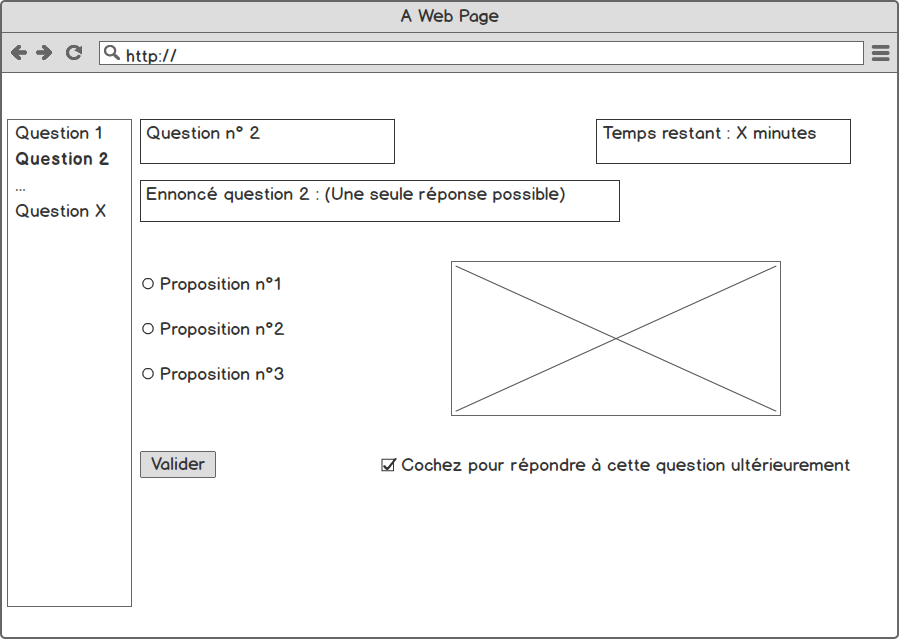 A Web Page
http://
Question 1
Question 2
...
Question X
Question n° 2
Temps restant : X minutes
Ennoncé question 2 : (Une seule réponse possible)
Proposition n°1
Proposition n°2
Proposition n°3
Valider
Cochez pour répondre à cette question ultérieurement